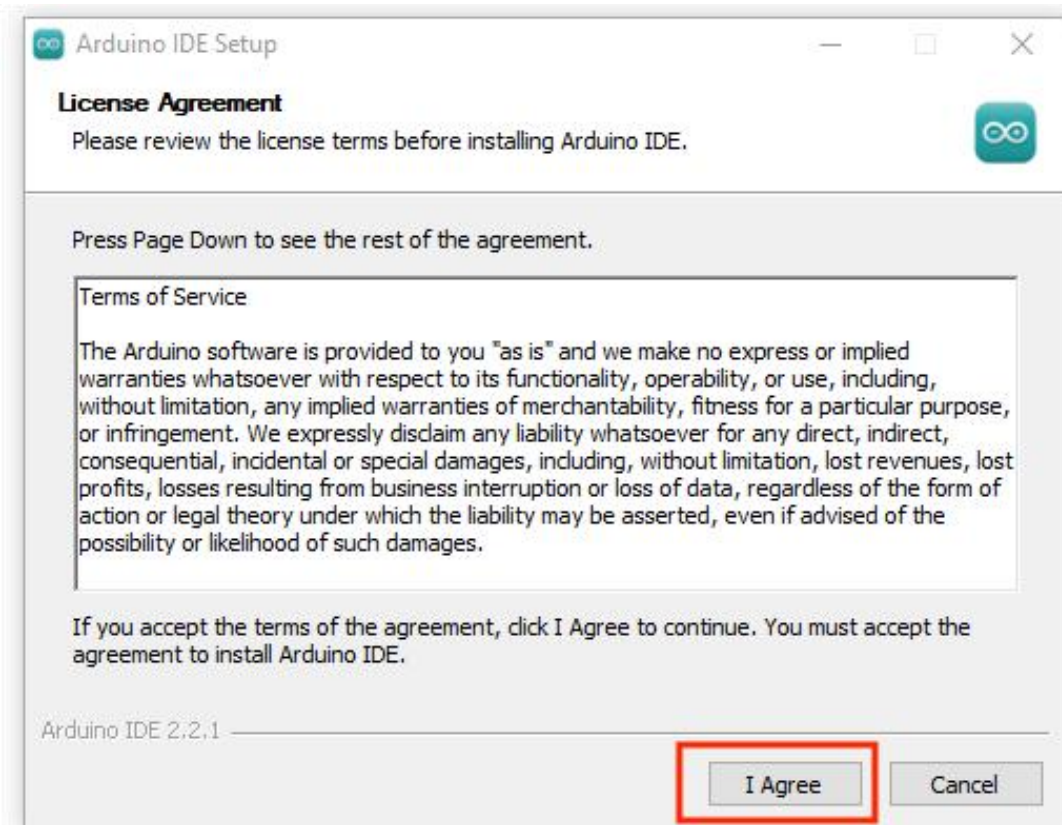 Arduino IDE Setup
License Agreement
Please review the license terms before installing Arduino IDE.
Press Page Down to see the rest of the agreement.
Terms of Service
The Arduino software is provided to you "as is" and we make no express or implied
warranties whatsoever with respect to its functionality, operability, or use, including,
without limitation, any implied warranties of merchantability, fitness for a particular purpose,
or infringement. We expressly disclaim any liability whatsoever for any direct, indirect,
consequential, incidental or special damages, including, without limitation, lost revenues, lost
profits, losses resulting from business interruption or loss of data, regardless of the form of
action or legal theory under which the liability may be asserted, even if advised of the
possibility or likelihood of such damages.
If you accept the terms of the agreement, click I Agree to continue. You must accept the
agreement to install Arduino IDE.
Arduino IDE 2.2.1
I Agree Cancel